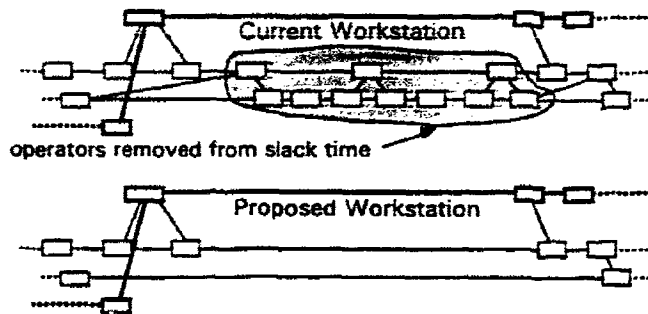 Current Workstation
operators removed from slack time
Proposed Workstation